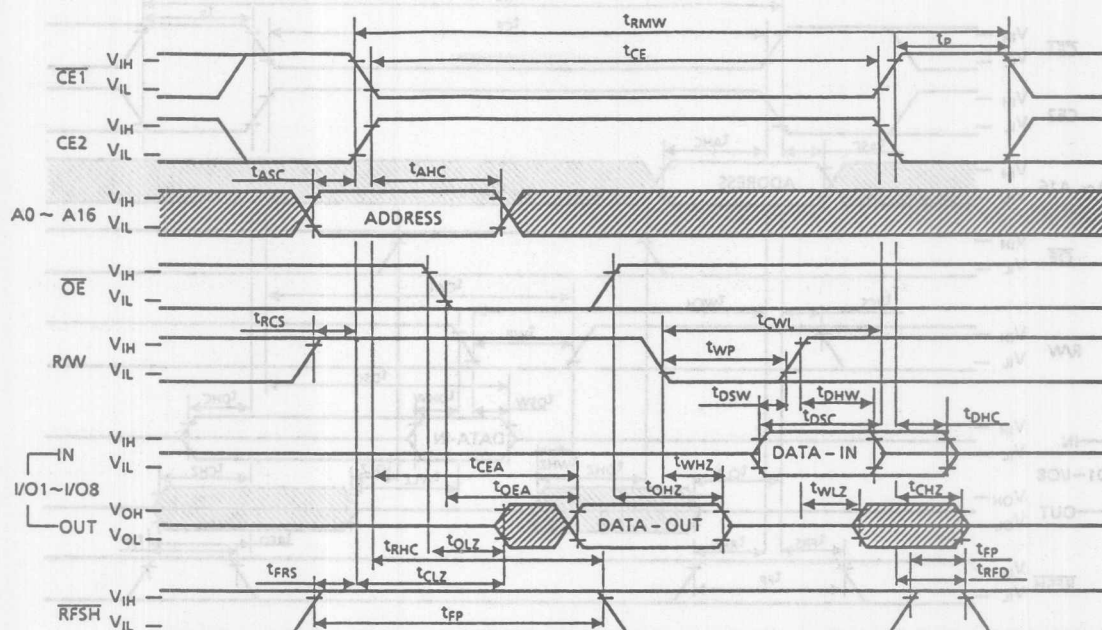 tRMW
tCE
tP
CE1
VIH
VIL
CE2
VIH
VIL
tASC
tAHC
A0 ~ A16
VIH
VIL
ADDRESS
OE
VIH
VIL
tRCS
tCWL
R/W
VIH
VIL
tWP
tDSW
tDHW
tDSC
tDHC
IN
VIH
VIL
DATA - IN
I/O1~I/O8
tCEA
tWHZ
tOEA
tOHZ
tWLZ
tCHZ
OUT
VOH
VOL
DATA - OUT
tOLZ
tRHC
tFP
tFRS
tCLZ
tRFD
RFSH
VIH
VIL
tFP